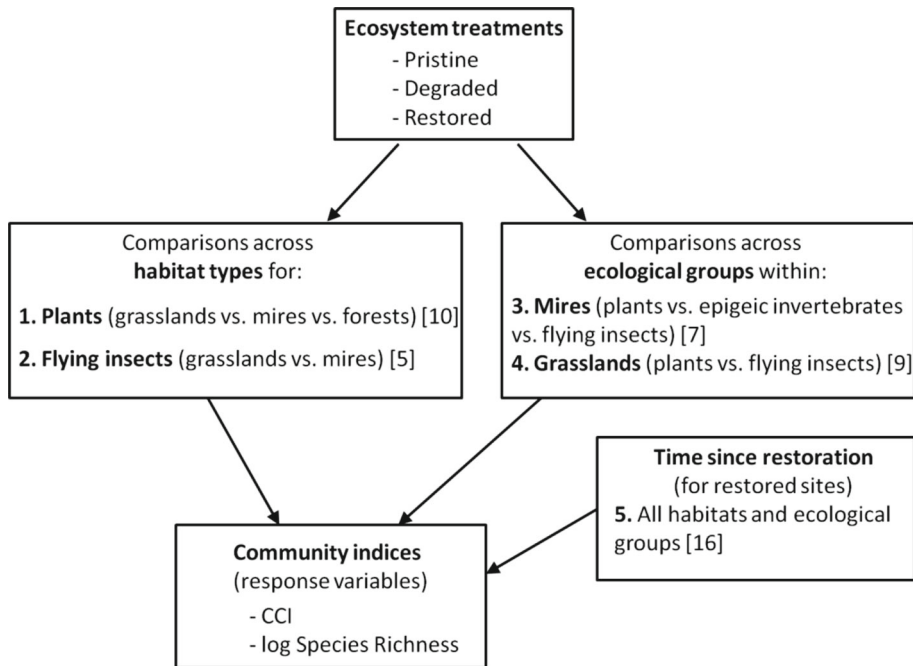 Ecosystem treatments
- Pristine
- Degraded
- Restored
Comparisons across
habitat types for:
1. Plants (grasslands vs. mires vs. forests) [10]
2. Flying insects (grasslands vs. mires) [5]
Comparisons across
ecological groups within:
3. Mires (plants vs. epigeic invertebrates
vs. flying insects) [7]
4. Grasslands (plants vs. flying insects) [9]
Time since restoration
(for restored sites)
5. All habitats and ecological
groups [16]
Community indices
(response variables)
- CCI
- log Species Richness